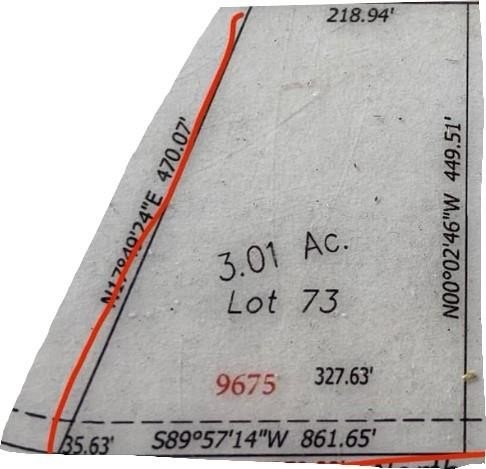 218.94'
N17°49'24"E 470.07'
N00°02'46"W 449.51'
3.01 Ac.
Lot 73
9675
327.63'
35.63'
S89°57'14"W 861.65'